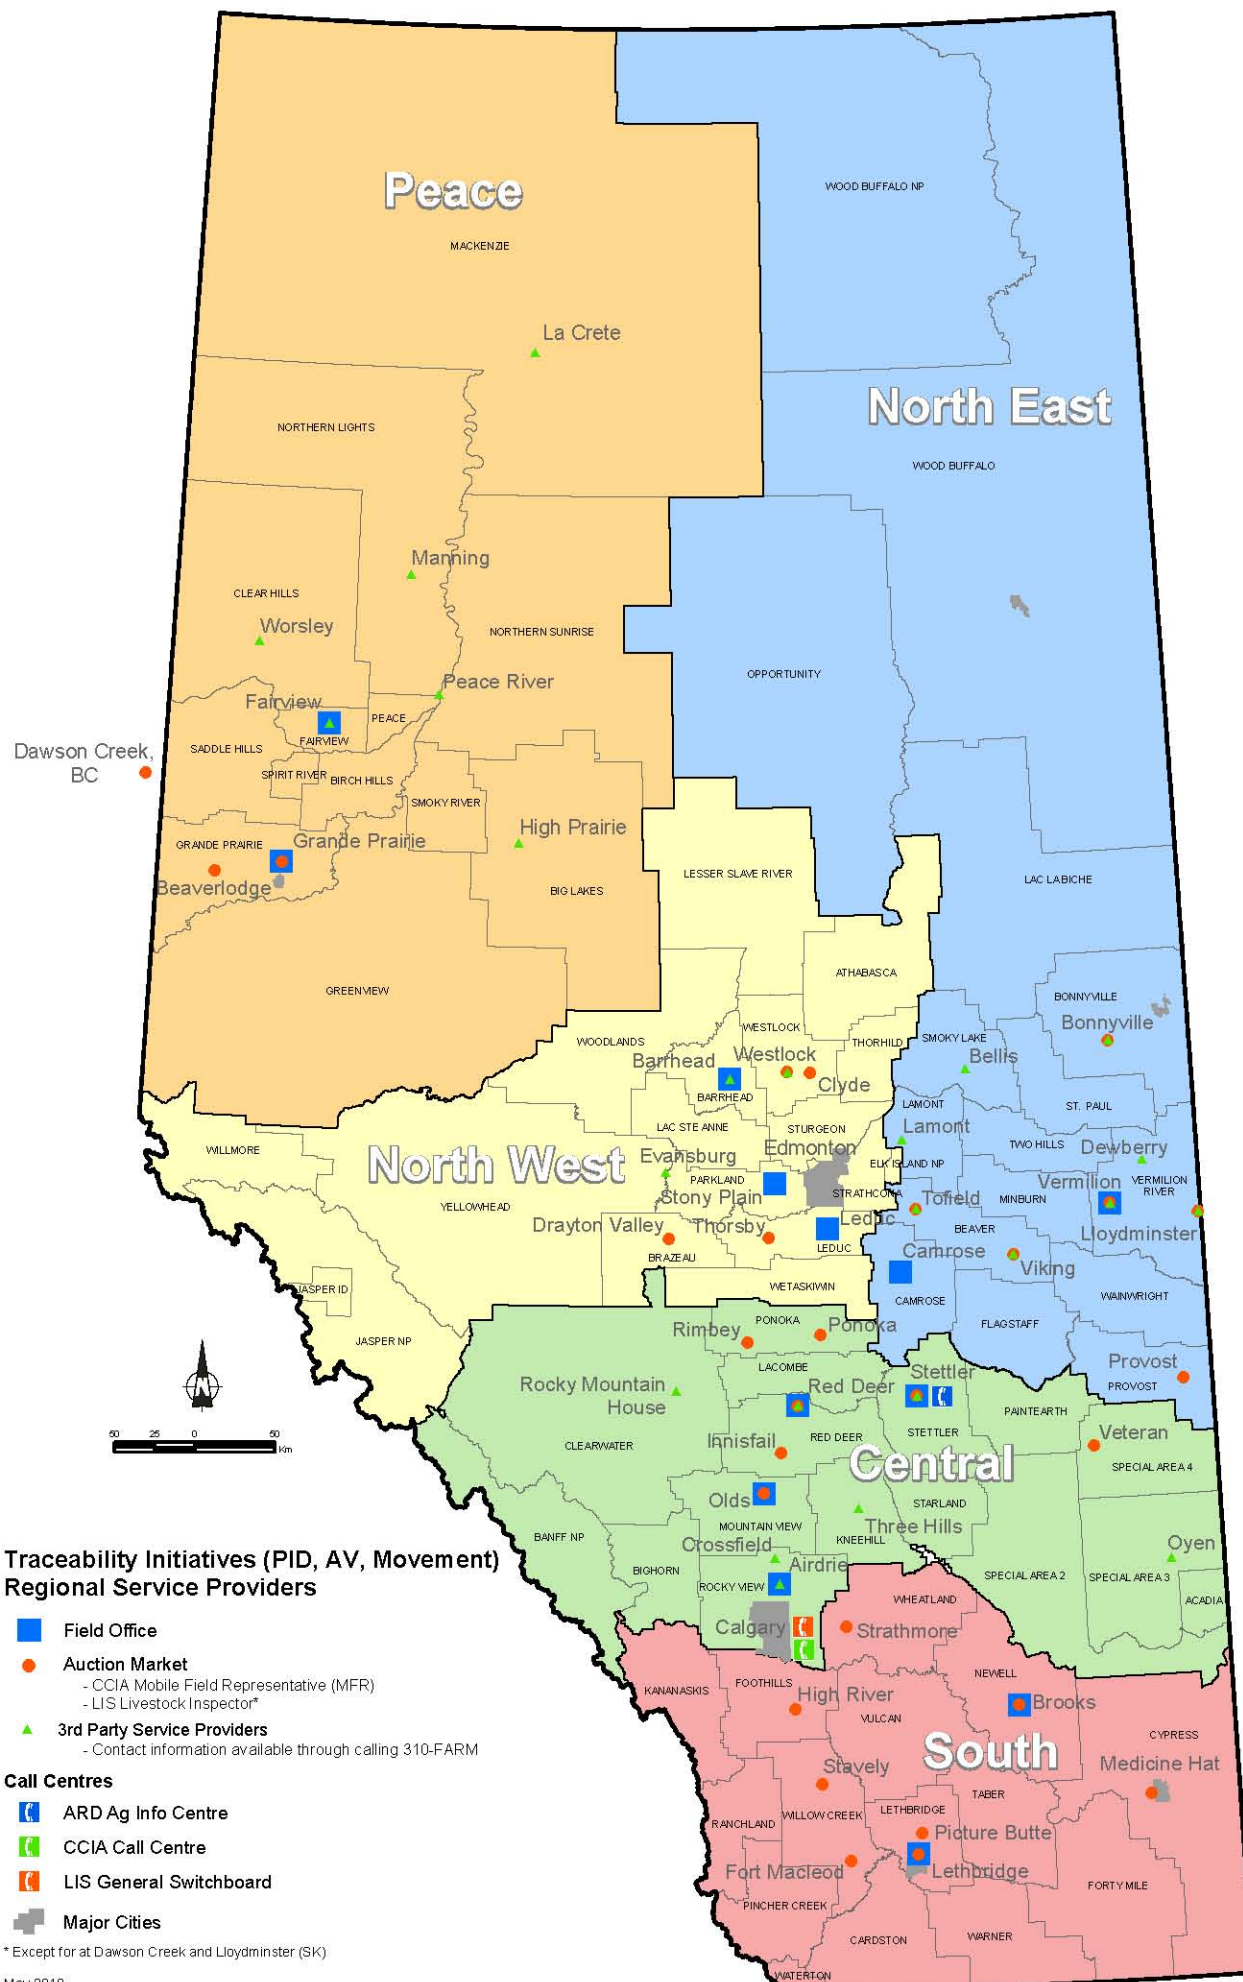 Peace
MACKENZIE
WOOD BUFFALO NP
La Crete
North East
NORTHERN LIGHTS
WOOD BUFFALO
Manning
CLEAR HILLS
Worsley
NORTHERN SUNRISE
OPPORTUNITY
Peace River
Fairview
PEACE
FAIRVIEW
SADDLE HILLS
Dawson Creek,
BC
SPIRIT RIVER
BIRCH HILLS
SMOKY RIVER
High Prairie
GRANDE PRAIRIE
Grande Prairie
Beaverlodge
BIG LAKES
LESSER SLAVE RIVER
LAC LA BICHE
ATHABASCA
GREENVIEW
BONNYVILLE
Bonnyville
WOODLANDS
WESTLOCK
THORHILD
SMOKY LAKE
Bellis
Barrhead
Westlock
Clyde
BARRHEAD
LAMONT
ST. PAUL
LAC STE ANNE
STURGEON
Lamont
TWO HILLS
WILLMORE
North West
Evansburg
Edmonton
ELK ISLAND NP
Dewberry
PARKLAND
Stony Plain
STRATHCONA
Tofield
MINBURN
Vermilion
VERMILION
RIVER
YELLOWHEAD
Drayton Valley
Thorsby
Leduc
LEDUC
BEAVER
Lloydminster
BRAZEAU
Camrose
Viking
JASPER ID
WETASKIWIN
CAMROSE
WAINWRIGHT
FLAGSTAFF
JASPER NP
Rimbey
PONOKA
Ponoka
N
LACOMBE
Provost
PROVOST
Rocky Mountain
House
Red Deer
Stettler
PAINTEARTH
50 25 0 50
Km
CLEARWATER
Innisfail
RED DEER
STETTLER
Veteran
Central
SPECIAL AREA 4
Olds
STARLAND
MOUNTAIN VIEW
Three Hills
KNEEHILL
BANFF NP
Crossfield
Oyen
BIGHORN
Airdrie
ROCKY VIEW
SPECIAL AREA 2
SPECIAL AREA 3
ACADIA
WHEATLAND
Calgary
Strathmore
KANANASKIS
FOOTHILLS
High River
NEWELL
Brooks
VULCAN
CYPRESS
South
Stavely
Medicine Hat
TABER
WILLOW CREEK
LETHBRIDGE
RANCHLAND
Picture Butte
Fort Macleod
Lethbridge
FORTY MILE
PINCHER CREEK
CARDSTON
WARNER
WATERTON
Traceability Initiatives (PID, AV, Movement)
Regional Service Providers
Field Office
Auction Market
- CCIA Mobile Field Representative (MFR)
- LIS Livestock Inspector*
3rd Party Service Providers
- Contact information available through calling 310-FARM
Call Centres
ARD Ag Info Centre
CCIA Call Centre
LIS General Switchboard
Major Cities
* Except for at Dawson Creek and Lloydminster (SK)